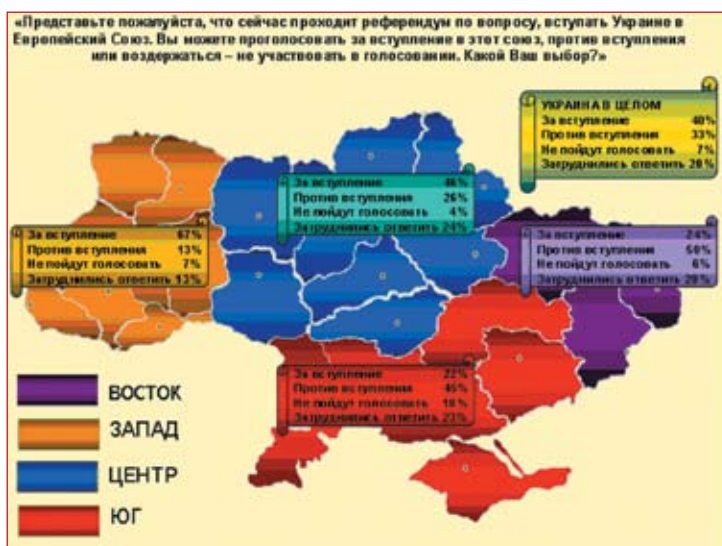 «Представьте пожалуйста, что сейчас проходит референдум по вопросу, вступать Украине в
Европейский Союз. Вы можете проголосовать за вступление в этот союз, против вступления
или воздержаться – не участвовать в голосовании. Какой Ваш выбор?»
УКРАИНА В ЦЕЛОМ
За вступление 40%
Против вступления 33%
Не пойдут голосовать 7%
Затруднились ответить 20%
За вступление 46%
Против вступления 26%
Не пойдут голосовать 4%
Затруднились ответить 24%
За вступление 67%
Против вступления 13%
Не пойдут голосовать 7%
Затруднились ответить 13%
За вступление 24%
Против вступления 50%
Не пойдут голосовать 6%
Затруднились ответить 20%
За вступление 22%
Против вступления 45%
Не пойдут голосовать 10%
Затруднились ответить 23%
ВОСТОК
ЗАПАД
ЦЕНТР
ЮГ